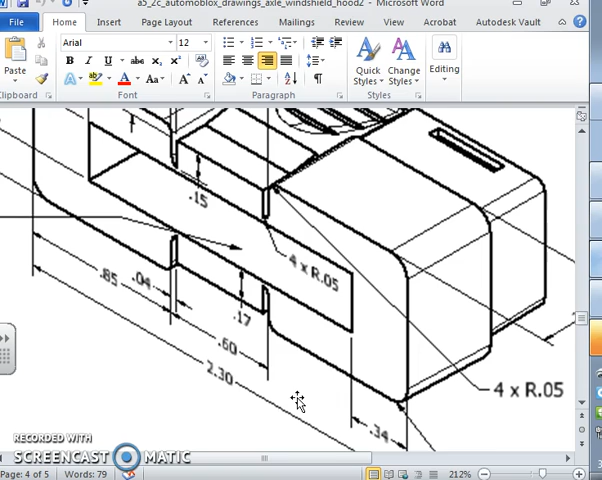 a5_2c_automoblox_drawings_axle_windshield_hood2 - Microsoft Word
File Home Insert Page Layout References Mailings View Acrobat Autodesk Vault
Arial 12
Paste
B I U abc X₂ X²
A ab A Aa A A
Quick Styles
Change Styles
Editing
Clipboard Font Paragraph Styles
.15
4 x R.05
.85
.04
.17
.60
2.30
4 x R.05
.34
RECORDED WITH
SCREENCAST MATIC
Page: 4 of 5 Words: 79 212%